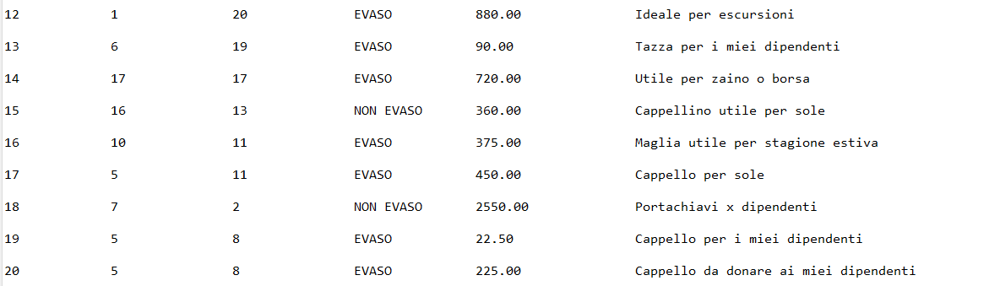 12 1 20 EVASO 880.00 Ideale per escursioni
13 6 19 EVASO 90.00 Tazza per i miei dipendenti
14 17 17 EVASO 720.00 Utile per zaino o borsa
15 16 13 NON EVASO 360.00 Cappellino utile per sole
16 10 11 EVASO 375.00 Maglia utile per stagione estiva
17 5 11 EVASO 450.00 Cappello per sole
18 7 2 NON EVASO 2550.00 Portachiavi x dipendenti
19 5 8 EVASO 22.50 Cappello per i miei dipendenti
20 5 8 EVASO 225.00 Cappello da donare ai miei dipendenti